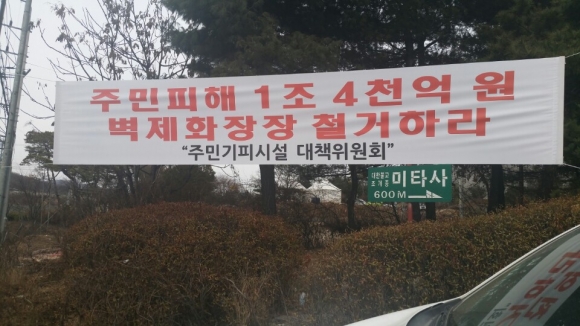 주민피해 1조 4천억 원
벽제화장장 철거하라
"주민기피시설 대책위원회"
미타사
600M